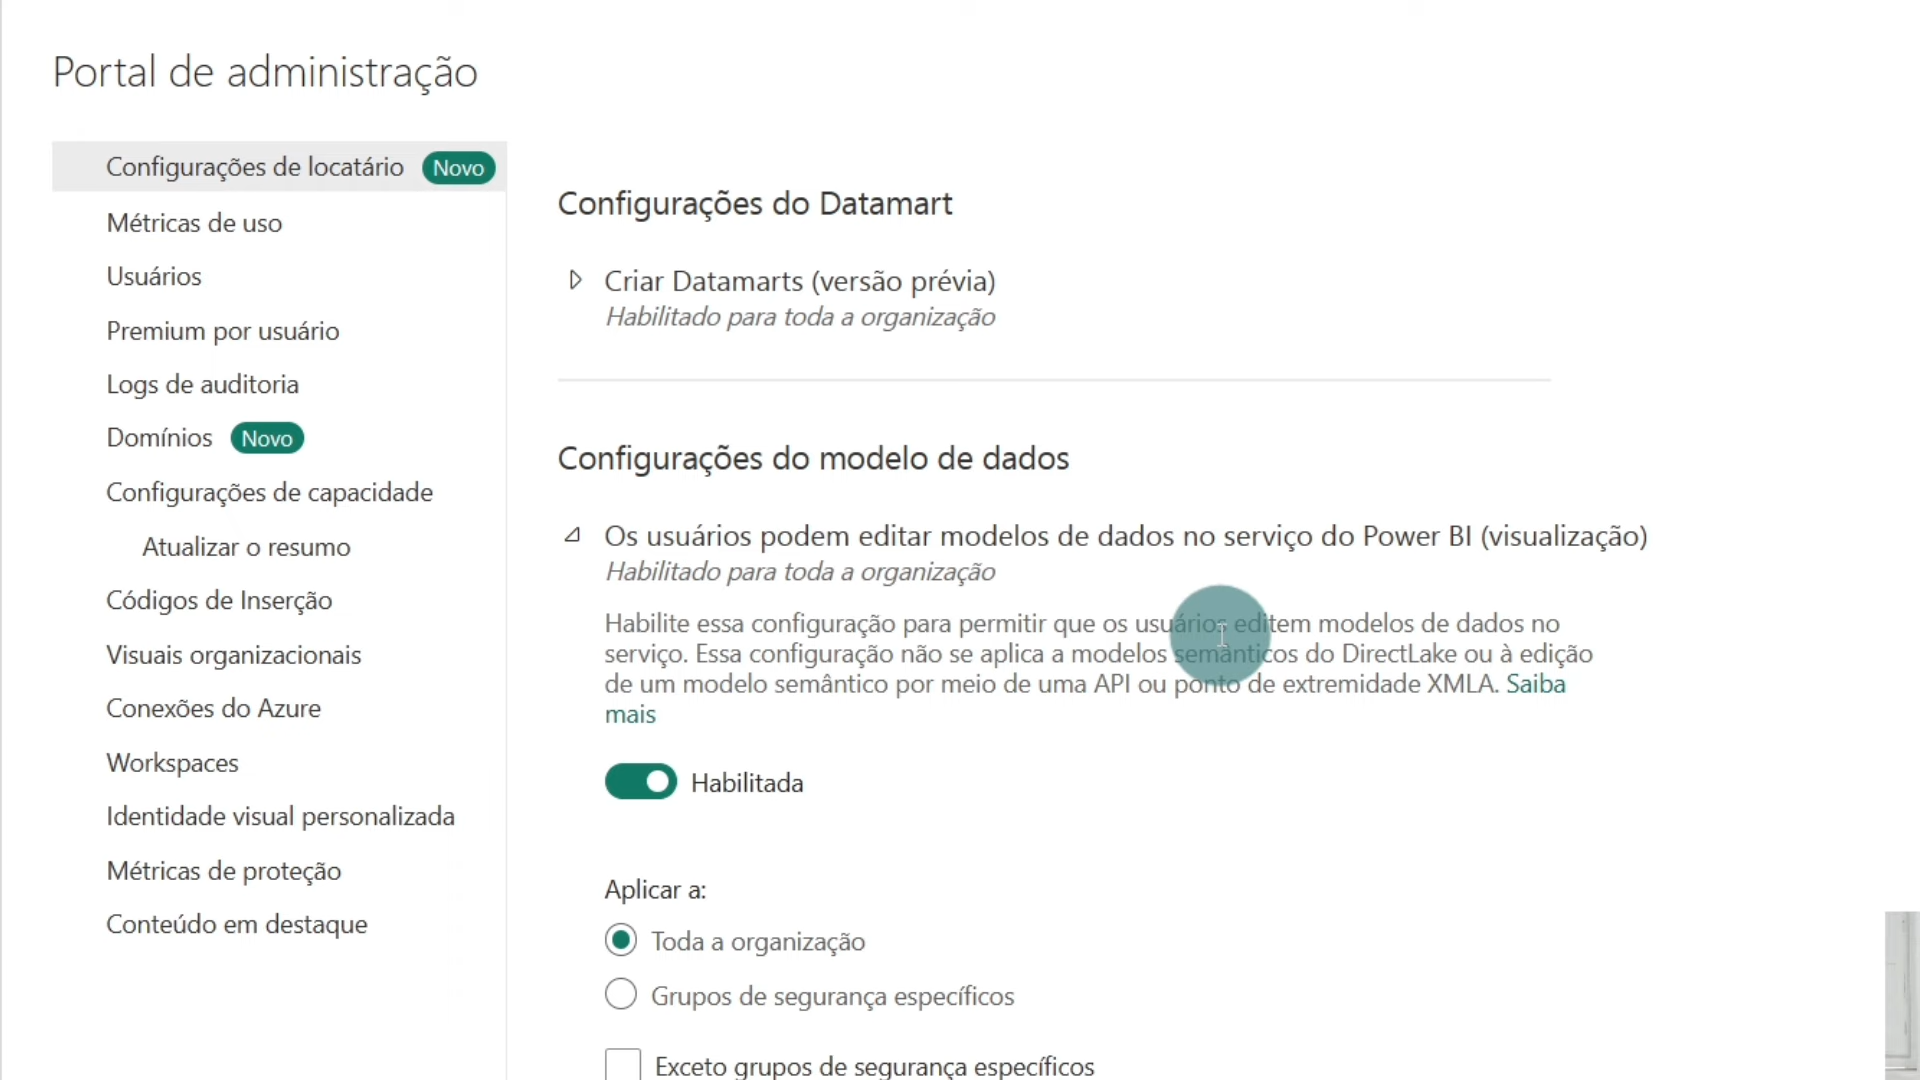 Portal de administração
Configurações de locatário Novo
Métricas de uso
Usuários
Premium por usuário
Logs de auditoria
Domínios Novo
Configurações de capacidade
Atualizar o resumo
Códigos de Inserção
Visuais organizacionais
Conexões do Azure
Workspaces
Identidade visual personalizada
Métricas de proteção
Conteúdo em destaque
Configurações do Datamart
Criar Datamarts (versão prévia)
Habilitado para toda a organização
Configurações do modelo de dados
Os usuários podem editar modelos de dados no serviço do Power BI (visualização)
Habilitado para toda a organização
Habilite essa configuração para permitir que os usuários editem modelos de dados no
serviço. Essa configuração não se aplica a modelos semânticos do DirectLake ou à edição
de um modelo semântico por meio de uma API ou ponto de extremidade XMLA. Saiba
mais
Habilitada
Aplicar a:
Toda a organização
Grupos de segurança específicos
Exceto grupos de segurança específicos